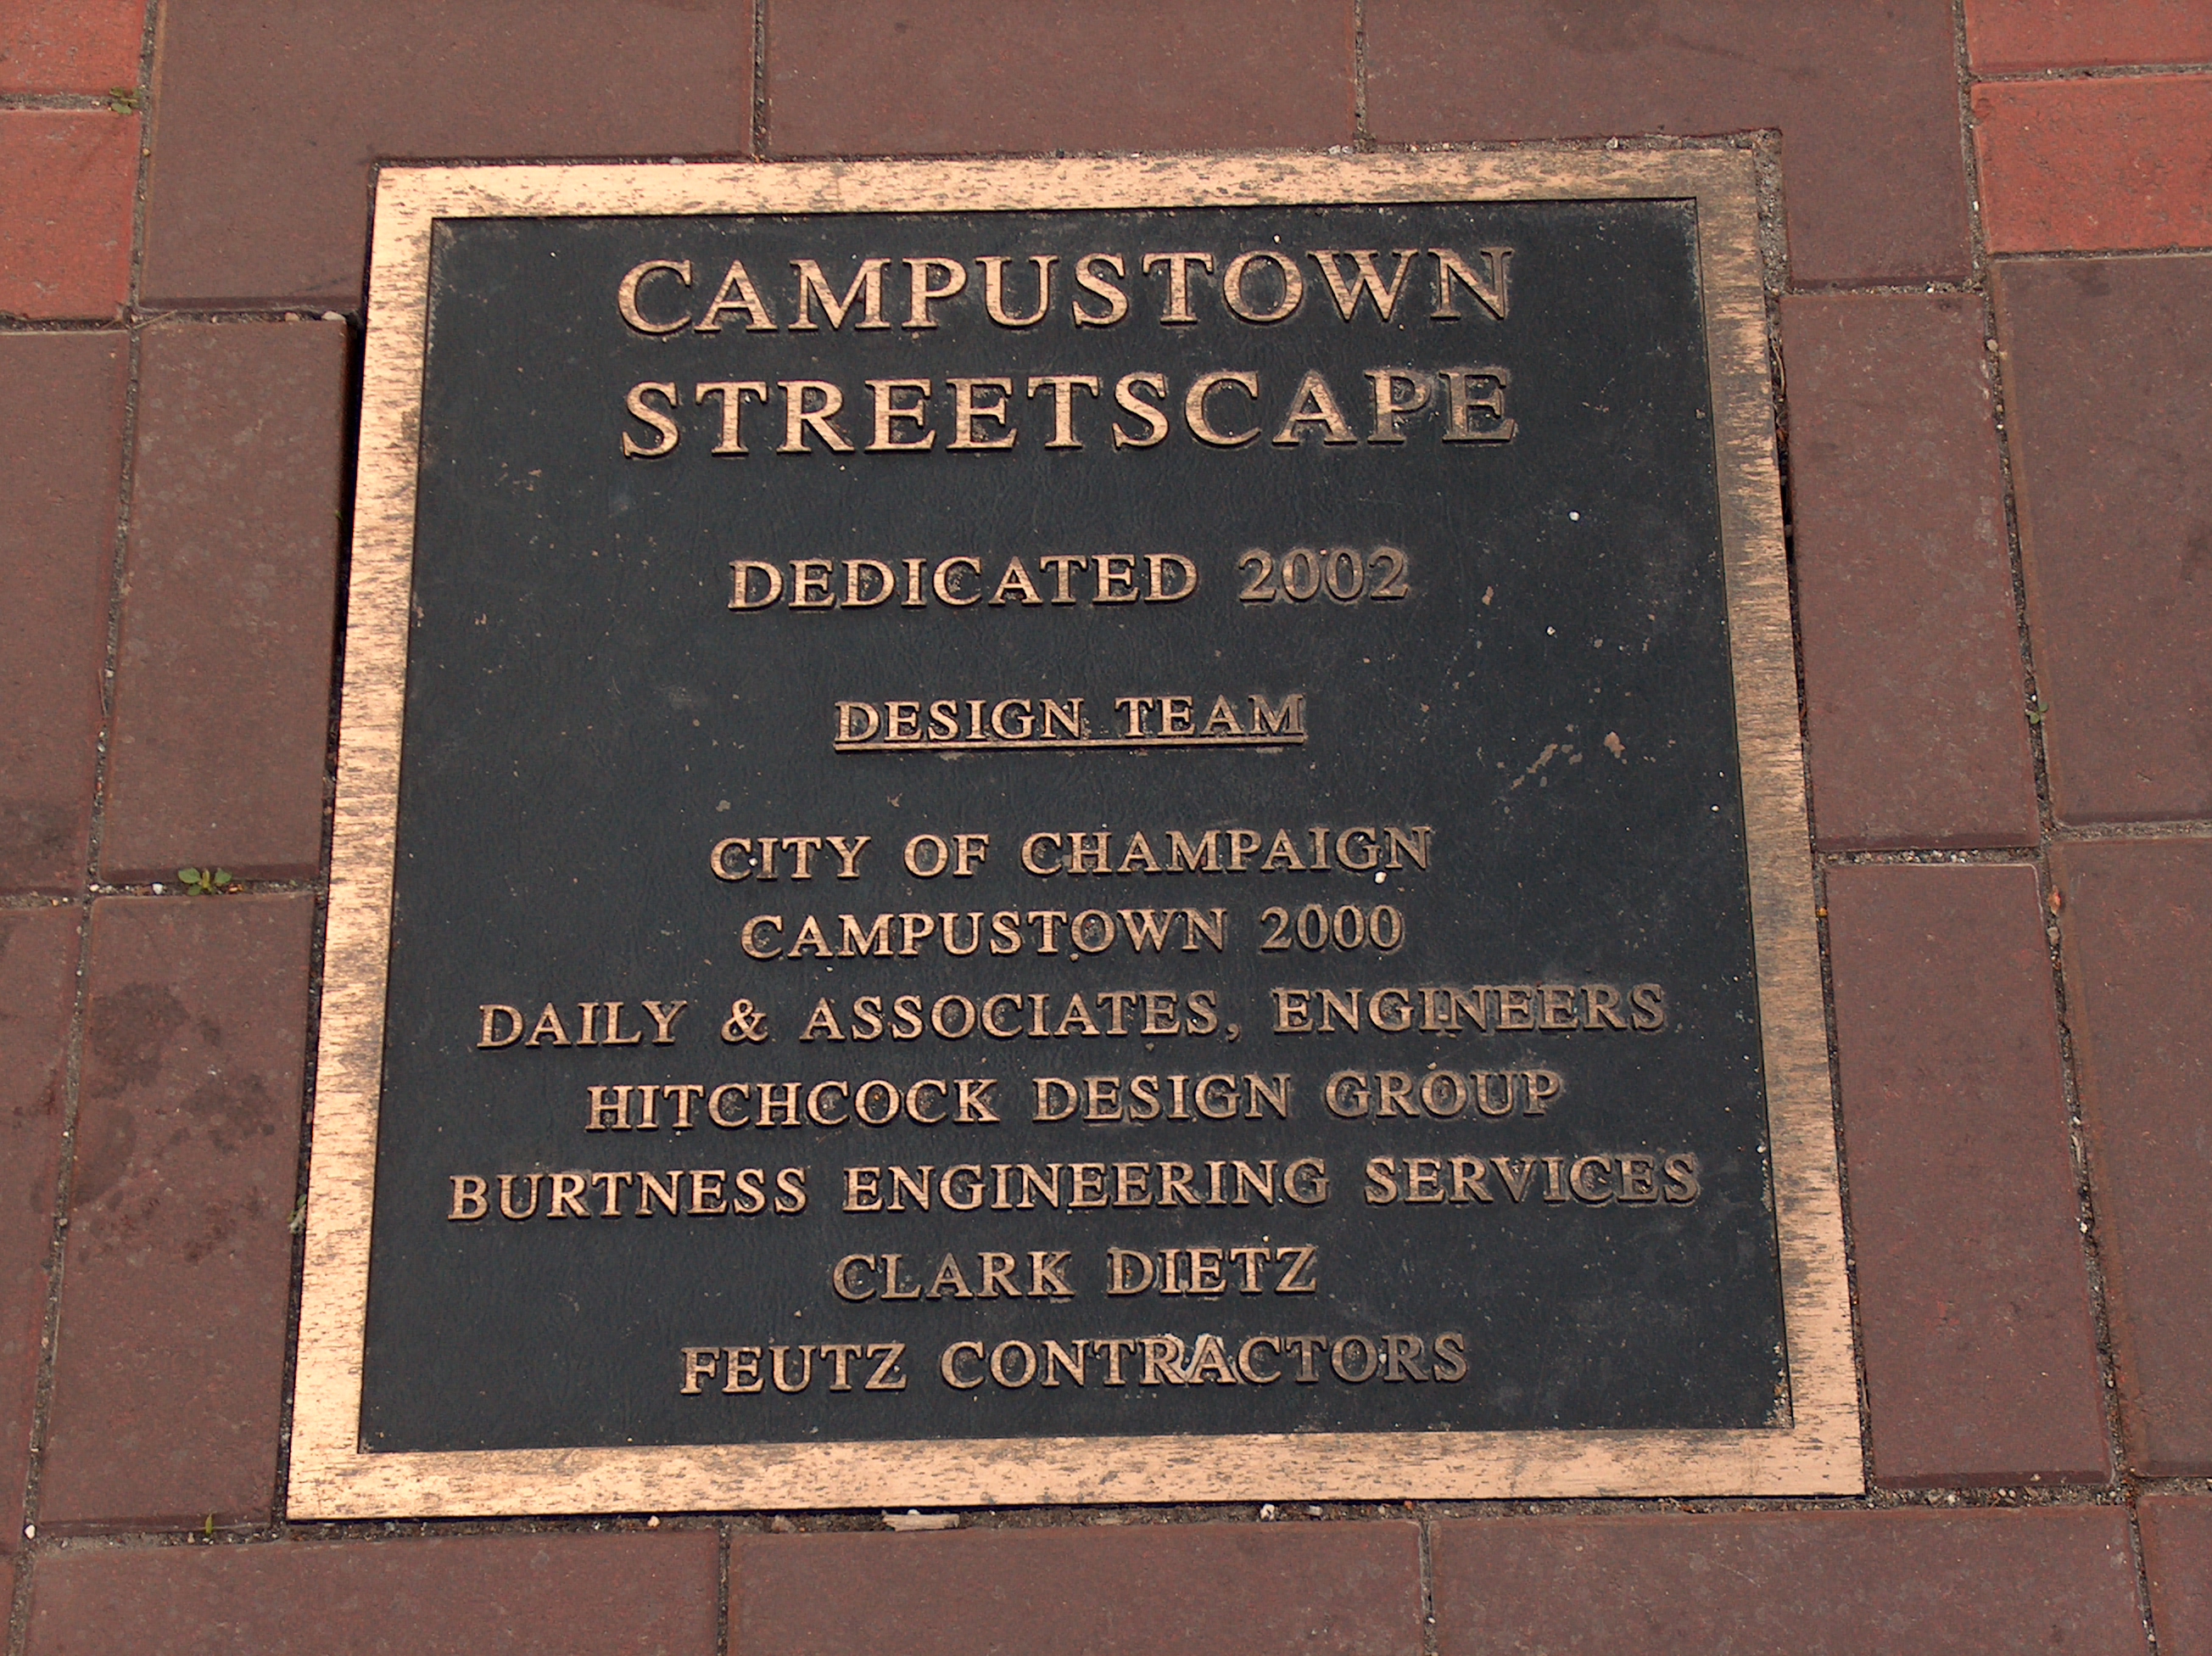 CAMPUSTOWN
STREETSCAPE
DEDICATED 2002
DESIGN TEAM
CITY OF CHAMPAIGN
CAMPUSTOWN 2000
DAILY & ASSOCIATES, ENGINEERS
HITCHCOCK DESIGN GROUP
BURTNESS ENGINEERING SERVICES
CLARK DIETZ
FEUTZ CONTRACTORS